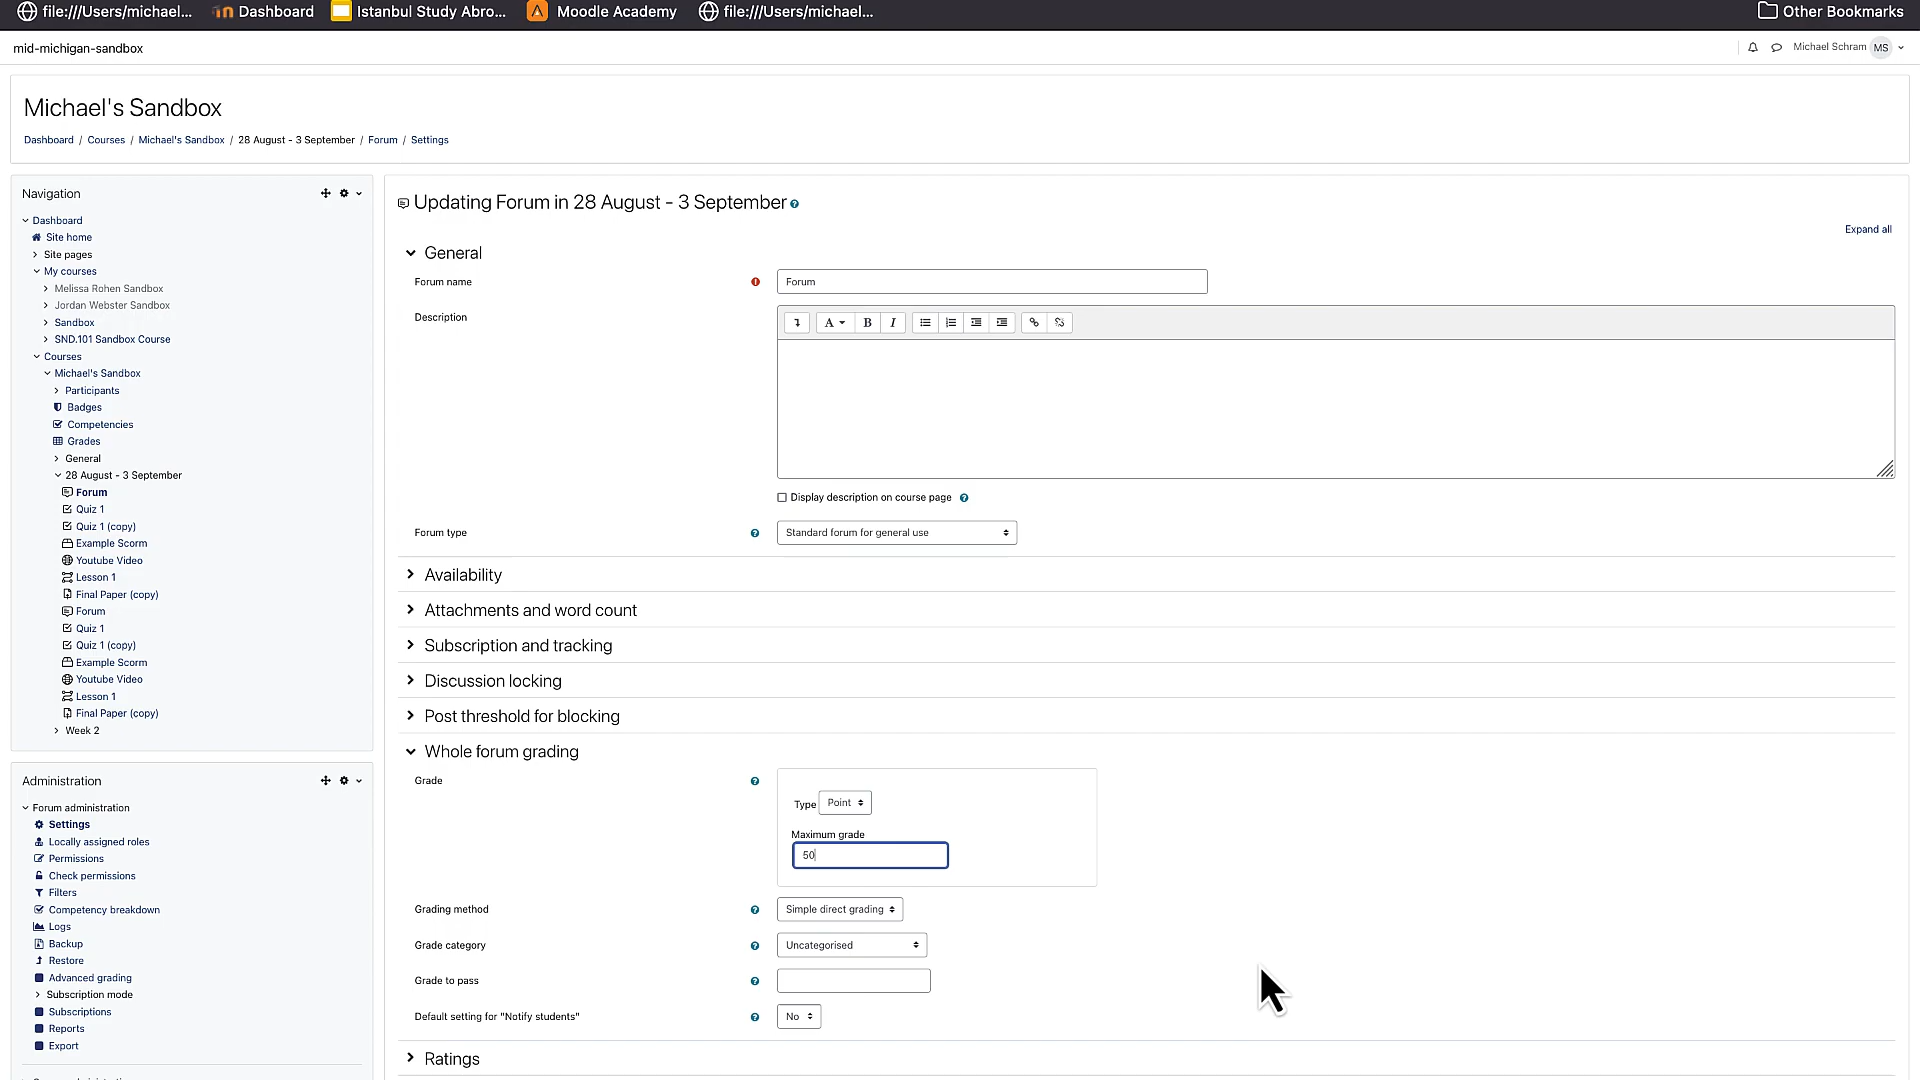 file:///Users/michael...
Dashboard
Istanbul Study Abro...
Moodle Academy
file:///Users/michael...
Other Bookmarks
mid-michigan-sandbox
Michael Schram MS
Michael's Sandbox
Dashboard / Courses / Michael's Sandbox / 28 August - 3 September / Forum / Settings
Navigation
Dashboard
Site home
Site pages
My courses
Melissa Rohen Sandbox
Jordan Webster Sandbox
Sandbox
SND.101 Sandbox Course
Courses
Michael's Sandbox
Participants
Badges
Competencies
Grades
General
28 August - 3 September
Forum
Quiz 1
Quiz 1 (copy)
Example Scorm
Youtube Video
Lesson 1
Final Paper (copy)
Forum
Quiz 1
Quiz 1 (copy)
Example Scorm
Youtube Video
Lesson 1
Final Paper (copy)
Week 2
Administration
Forum administration
Settings
Locally assigned roles
Permissions
Check permissions
Filters
Competency breakdown
Logs
Backup
Restore
Advanced grading
Subscription mode
Subscriptions
Reports
Export
Updating Forum in 28 August - 3 September
Expand all
General
Forum name
Forum
Description
A B I
Display description on course page
Forum type
Standard forum for general use
Availability
Attachments and word count
Subscription and tracking
Discussion locking
Post threshold for blocking
Whole forum grading
Grade
Type Point
Maximum grade
50
Grading method
Simple direct grading
Grade category
Uncategorised
Grade to pass
Default setting for "Notify students"
No
Ratings